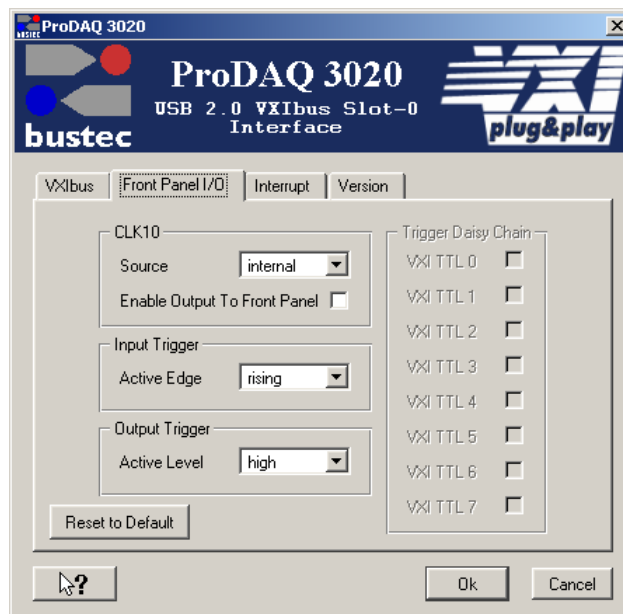 ProDAQ 3020
bustec
ProDAQ 3020
USB 2.0 VXIbus Slot-0
Interface
bustec
VXI
plug&play
VXIbus
Front Panel I/O
Interrupt
Version
CLK10
Source
internal
Enable Output To Front Panel
Input Trigger
Active Edge
rising
Output Trigger
Active Level
high
Reset to Default
Trigger Daisy Chain
VXI TTL 0
VXI TTL 1
VXI TTL 2
VXI TTL 3
VXI TTL 4
VXI TTL 5
VXI TTL 6
VXI TTL 7
?
Ok
Cancel